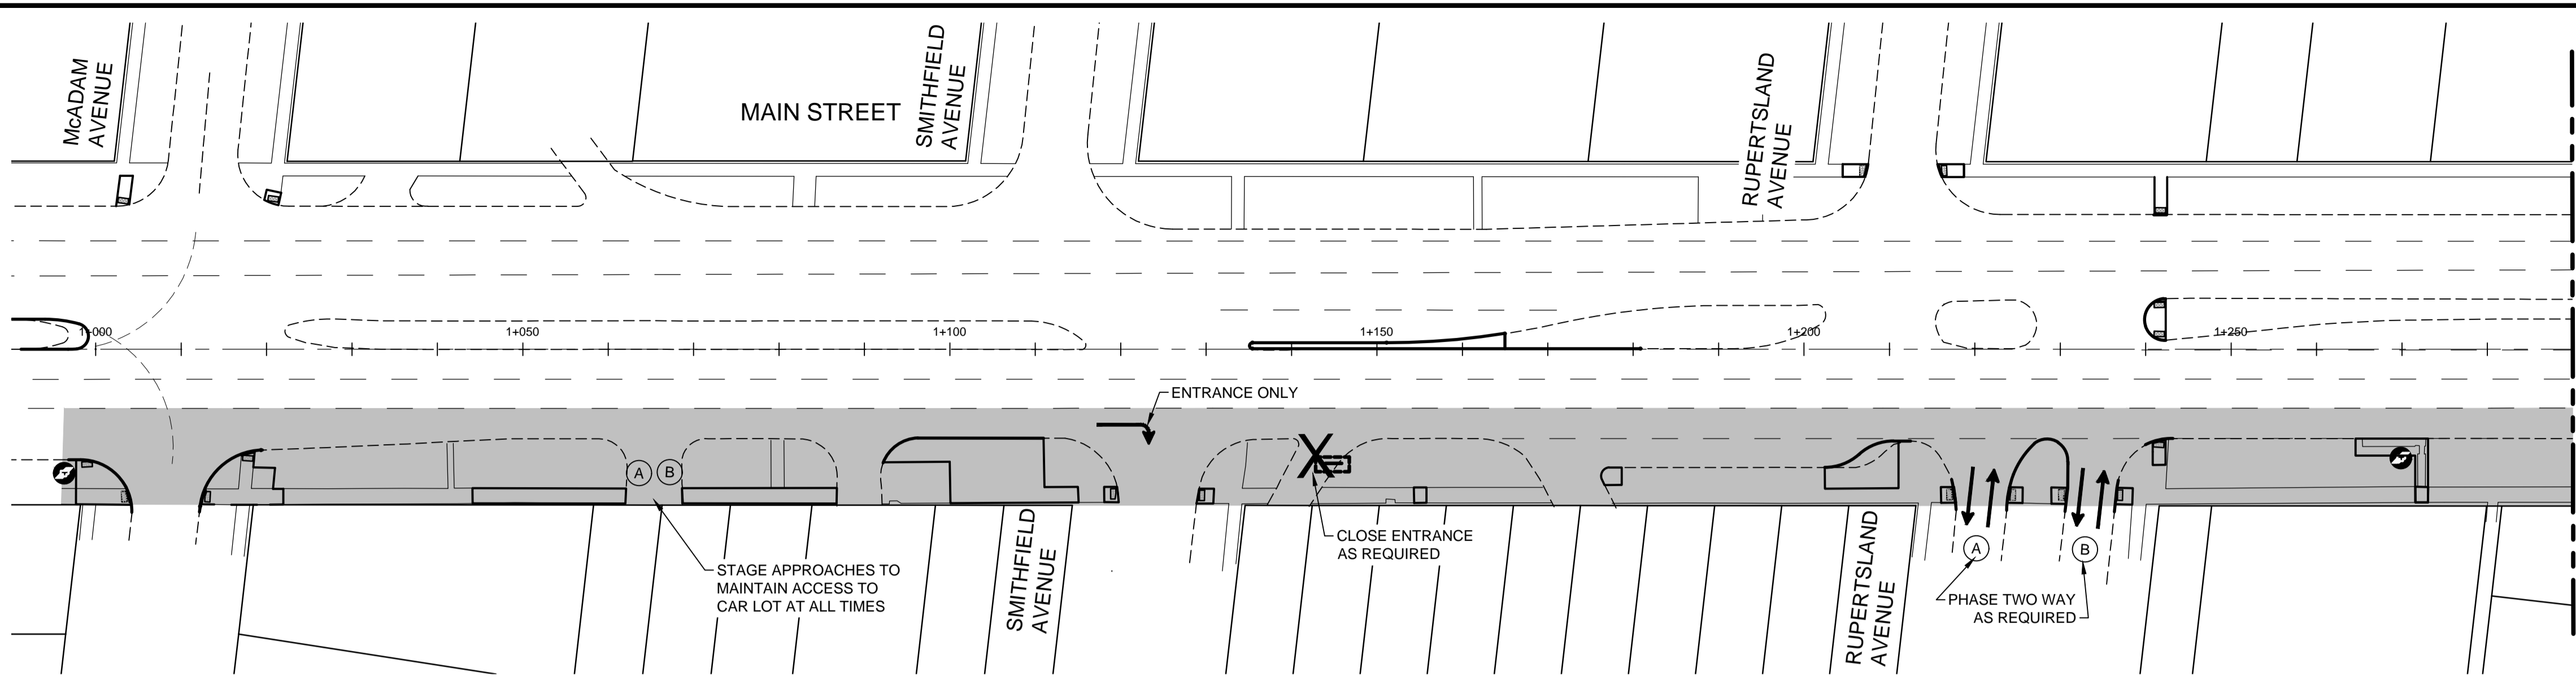 McADAM
AVENUE
MAIN STREET
SMITHFIELD
AVENUE
RUPERTSLAND
AVENUE
1+000
1+050
1+100
1+150
1+200
1+250
ENTRANCE ONLY
A
B
X
CLOSE ENTRANCE
AS REQUIRED
STAGE APPROACHES TO
MAINTAIN ACCESS TO
CAR LOT AT ALL TIMES
SMITHFIELD
AVENUE
RUPERTSLAND
AVENUE
A
B
PHASE TWO WAY
AS REQUIRED